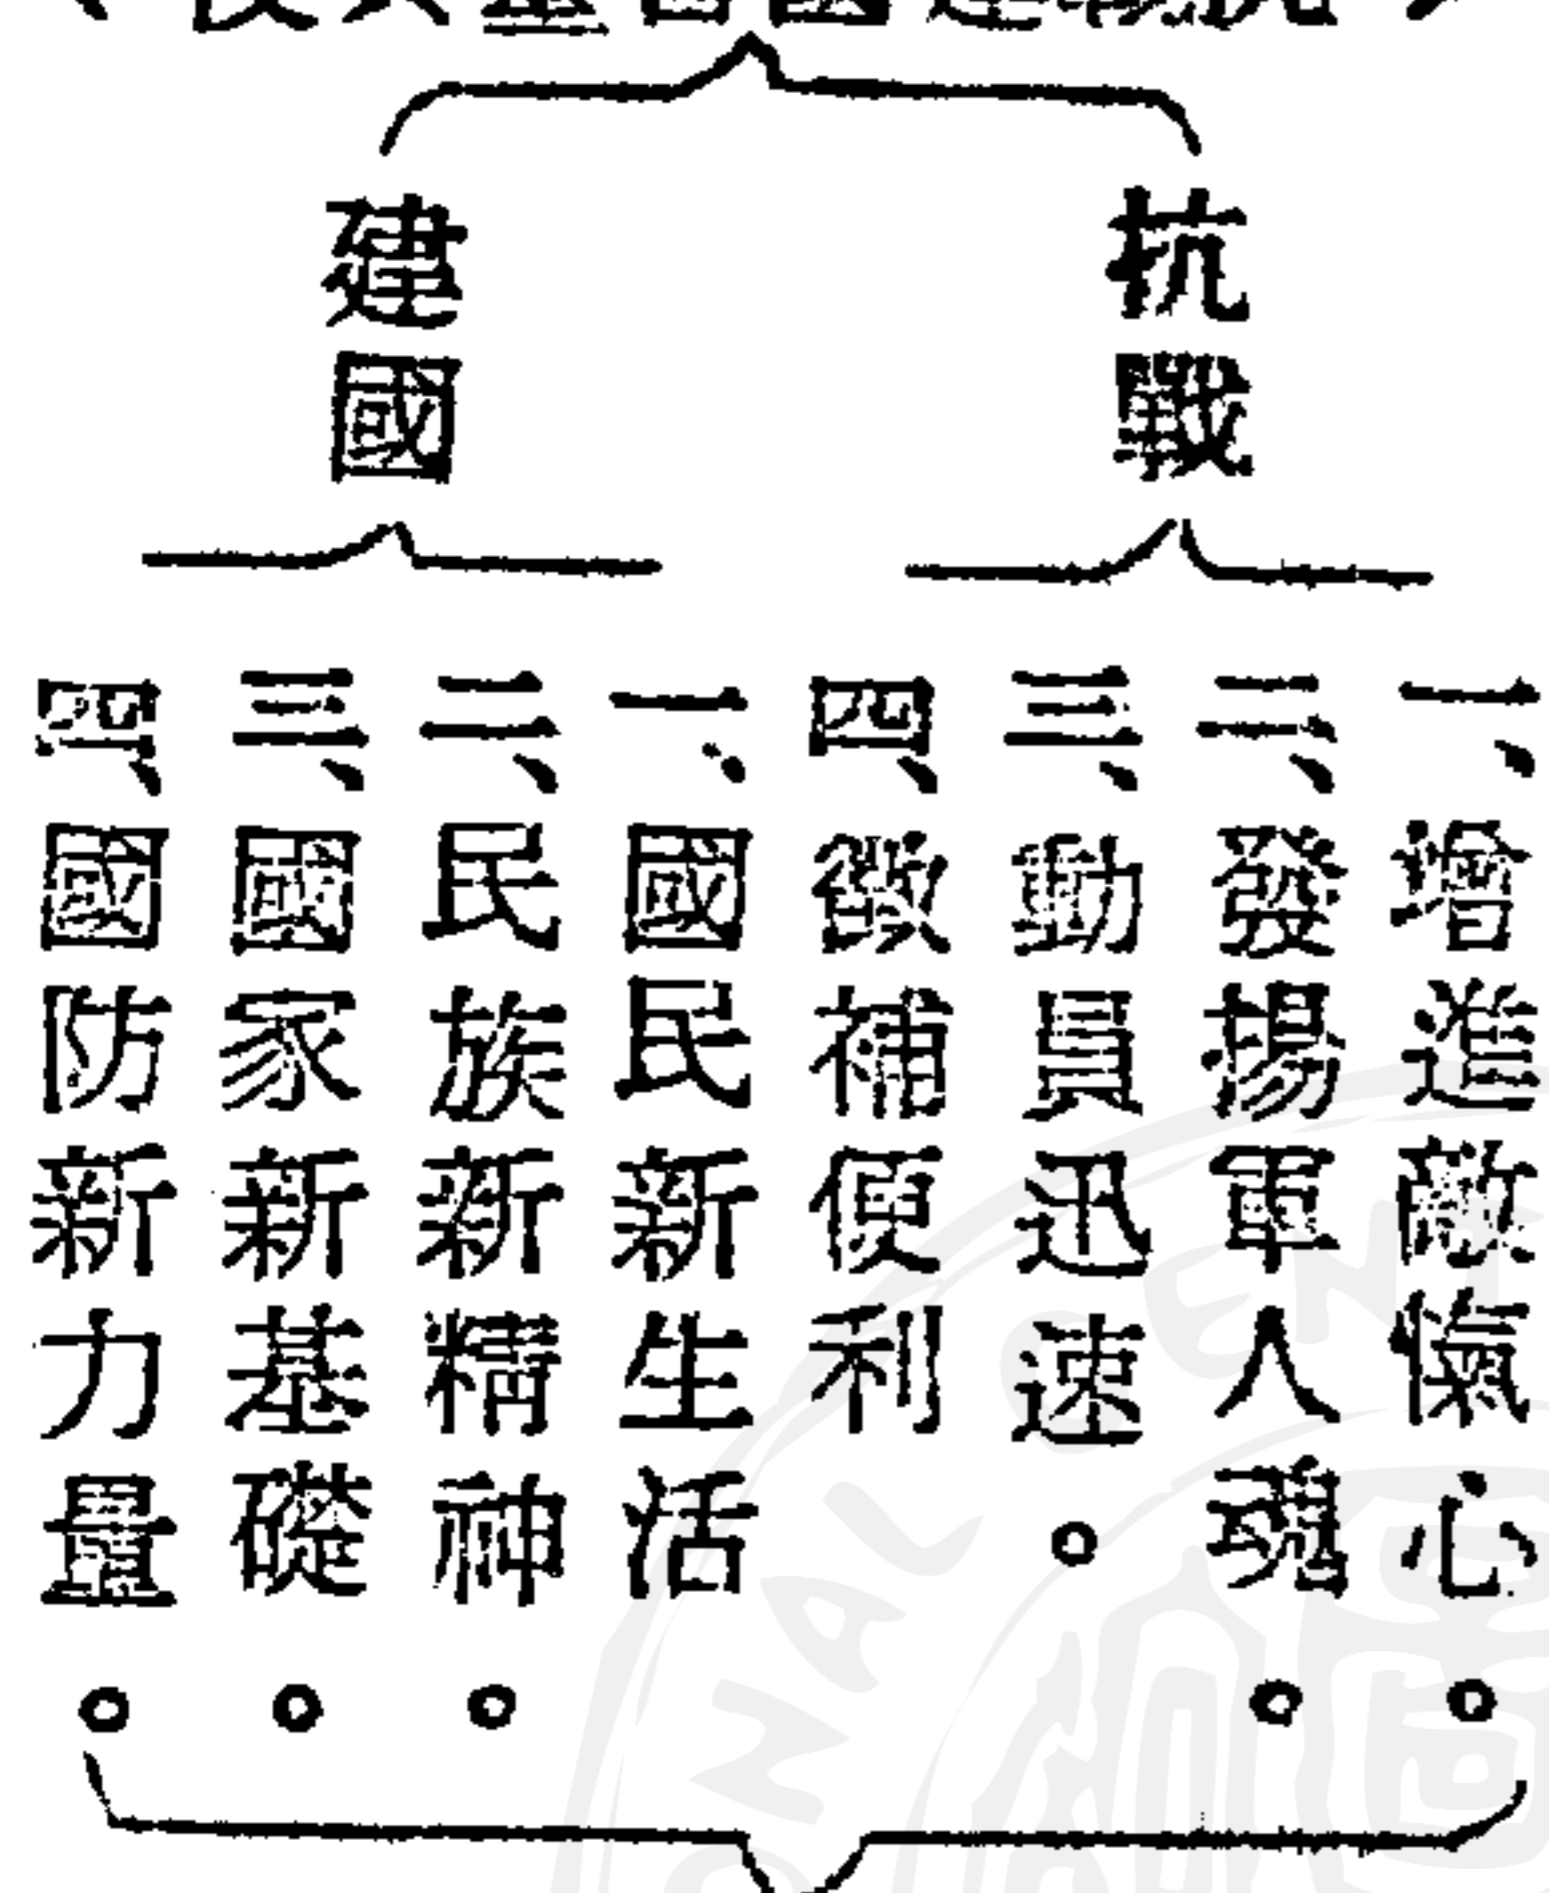 抗戰
一、增進敵愾心。
二、發揚軍人魂。
三、動員迅速。
四、徵補便利
建國
一、國民新生活
二、民族新精神。
三、國家新基礎。
四、國防新力量。